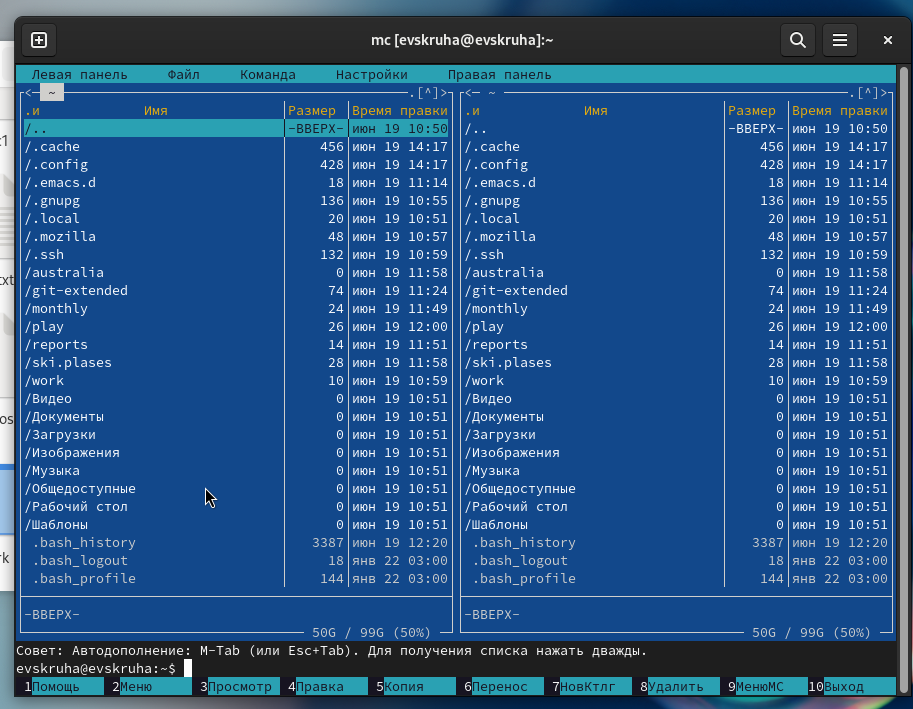 mc [evskruha@evskruha]:~
Левая панель Файл Команда Настройки Правая панель
<─ ~ .[^]>
.и Имя Размер Время правки
/.. -ВВЕРХ- июн 19 10:50
/.cache 456 июн 19 14:17
/.config 428 июн 19 14:17
/.emacs.d 18 июн 19 11:14
/.gnupg 136 июн 19 10:55
/.local 20 июн 19 10:51
/.mozilla 48 июн 19 10:57
/.ssh 132 июн 19 10:59
/australia 0 июн 19 11:58
/git-extended 74 июн 19 11:24
/monthly 24 июн 19 11:49
/play 26 июн 19 12:00
/reports 14 июн 19 11:51
/ski.plases 28 июн 19 11:58
/work 10 июн 19 10:59
/Видео 0 июн 19 10:51
/Документы 0 июн 19 10:51
/Загрузки 0 июн 19 10:51
/Изображения 0 июн 19 10:51
/Музыка 0 июн 19 10:51
/Общедоступные 0 июн 19 10:51
/Рабочий стол 0 июн 19 10:51
/Шаблоны 0 июн 19 10:51
.bash_history 3387 июн 19 12:20
.bash_logout 18 янв 22 03:00
.bash_profile 144 янв 22 03:00
-ВВЕРХ-
50G / 99G (50%)
<─ ~ .[^]>
.и Имя Размер Время правки
/.. -ВВЕРХ- июн 19 10:50
/.cache 456 июн 19 14:17
/.config 428 июн 19 14:17
/.emacs.d 18 июн 19 11:14
/.gnupg 136 июн 19 10:55
/.local 20 июн 19 10:51
/.mozilla 48 июн 19 10:57
/.ssh 132 июн 19 10:59
/australia 0 июн 19 11:58
/git-extended 74 июн 19 11:24
/monthly 24 июн 19 11:49
/play 26 июн 19 12:00
/reports 14 июн 19 11:51
/ski.plases 28 июн 19 11:58
/work 10 июн 19 10:59
/Видео 0 июн 19 10:51
/Документы 0 июн 19 10:51
/Загрузки 0 июн 19 10:51
/Изображения 0 июн 19 10:51
/Музыка 0 июн 19 10:51
/Общедоступные 0 июн 19 10:51
/Рабочий стол 0 июн 19 10:51
/Шаблоны 0 июн 19 10:51
.bash_history 3387 июн 19 12:20
.bash_logout 18 янв 22 03:00
.bash_profile 144 янв 22 03:00
-ВВЕРХ-
50G / 99G (50%)
Совет: Автодополнение: M-Tab (или Esc+Tab). Для получения списка нажать дважды.
evskruha@evskruha:~$
1Помощь 2Меню 3Просмотр 4Правка 5Копия 6Перенос 7НовКтлг 8Удалить 9МенюМС 10Выход